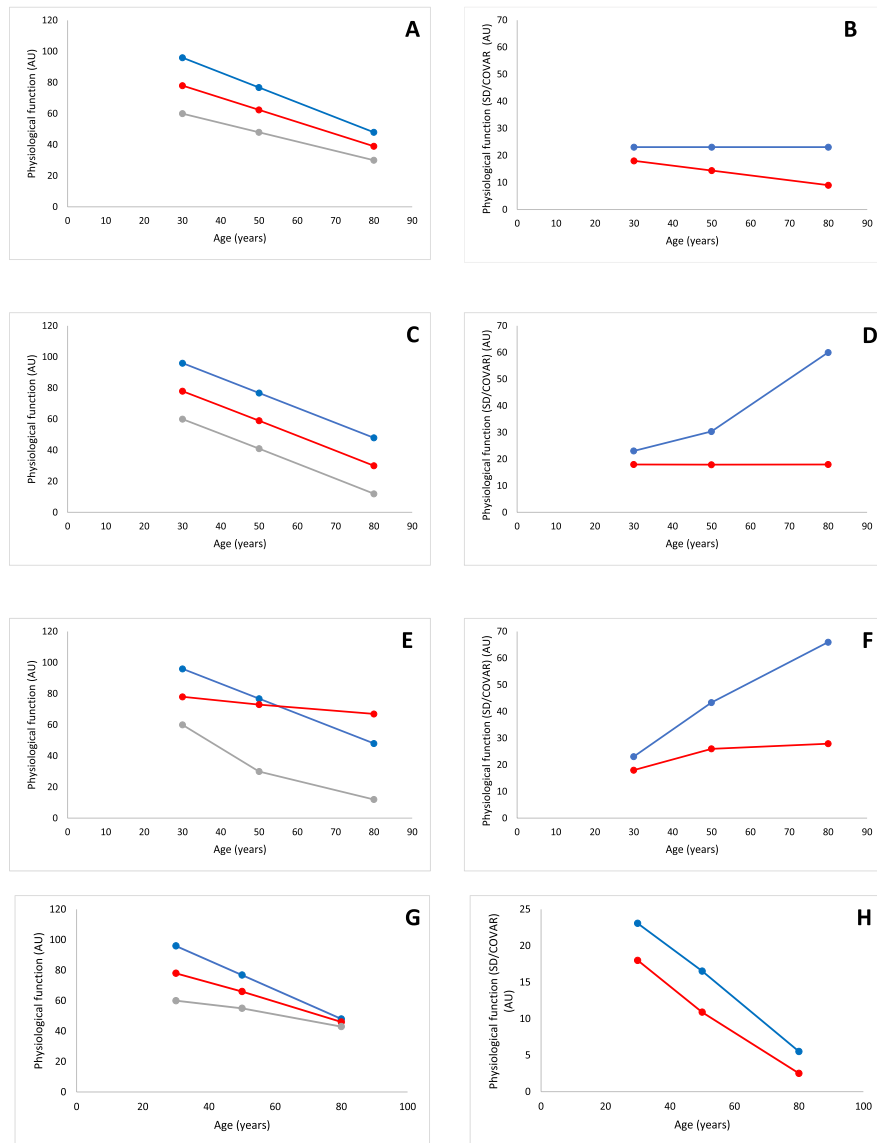 A
Physiological function (AU)
120
100
80
60
40
20
0
0 10 20 30 40 50 60 70 80 90
Age (years)
B
Physiological function (SD/COVAR (AU)
70
60
50
40
30
20
10
0
0 10 20 30 40 50 60 70 80 90
Age (years)
C
Physiological function (AU)
120
100
80
60
40
20
0
0 10 20 30 40 50 60 70 80 90
Age (years)
D
Physiological function (SD/COVAR) (AU)
70
60
50
40
30
20
10
0
0 10 20 30 40 50 60 70 80 90
Age (years)
E
Physiological function (AU)
120
100
80
60
40
20
0
0 10 20 30 40 50 60 70 80 90
Age (years)
F
Physiological function (SD/COVAR) (AU)
70
60
50
40
30
20
10
0
0 10 20 30 40 50 60 70 80 90
Age (years)
G
Physiological function (AU)
120
100
80
60
40
20
0
0 20 40 60 80 100
Age (years)
H
Physiological function (SD/COVAR)
(AU)
25
20
15
10
5
0
0 20 40 60 80 100
Age (years)